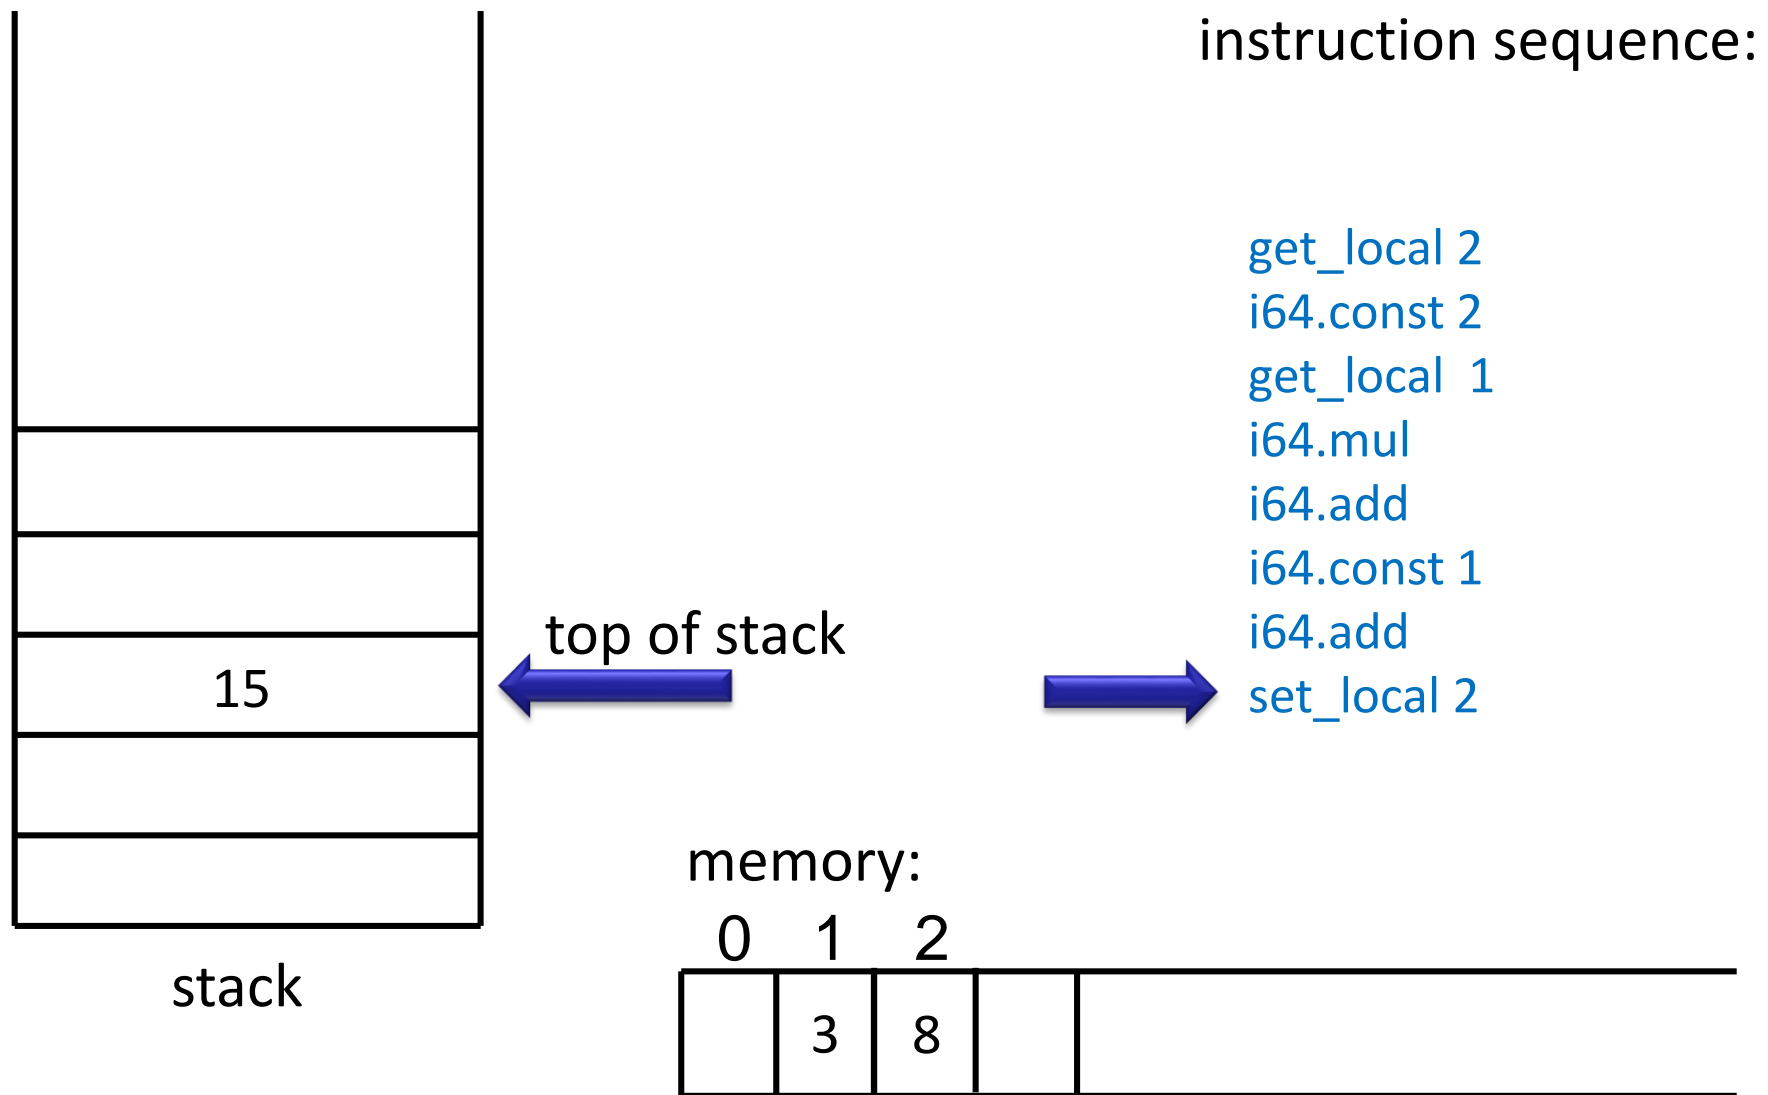 instruction sequence:
get_local 2
i64.const 2
get_local  1
i64.mul
i64.add
i64.const 1
i64.add
set_local 2
top of stack
15
stack
memory:
0 1 2
3 8